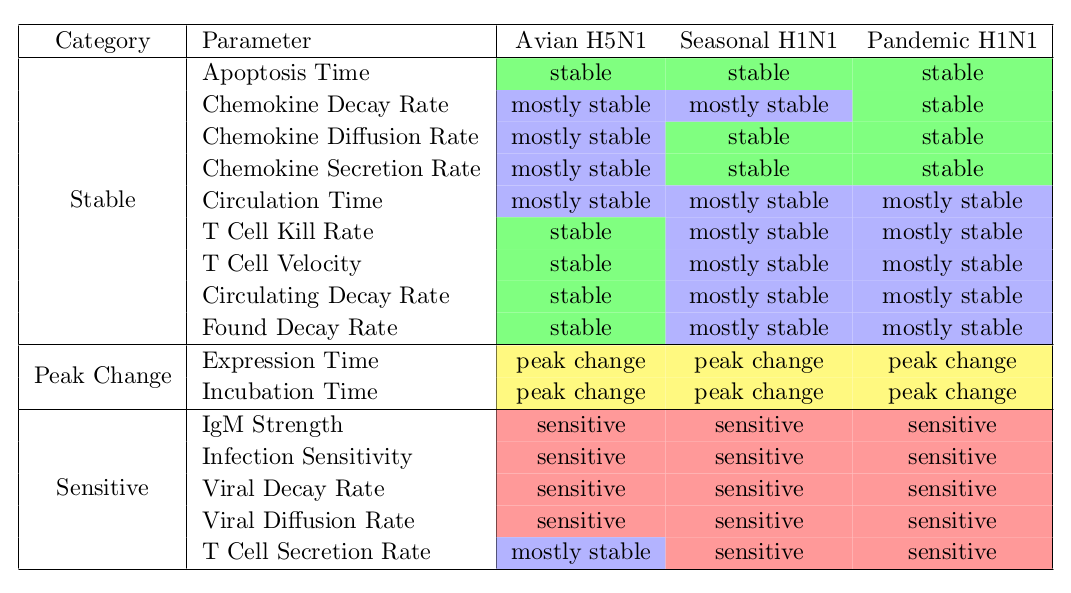 Category Parameter Avian H5N1 Seasonal H1N1 Pandemic H1N1
Apoptosis Time stable stable stable
Chemokine Decay Rate mostly stable mostly stable stable
Chemokine Diffusion Rate mostly stable stable stable
Chemokine Secretion Rate mostly stable stable stable
Stable Circulation Time mostly stable mostly stable mostly stable
T Cell Kill Rate stable mostly stable mostly stable
T Cell Velocity stable mostly stable mostly stable
Circulating Decay Rate stable mostly stable mostly stable
Found Decay Rate stable mostly stable mostly stable
Peak Change Expression Time peak change peak change peak change
Incubation Time peak change peak change peak change
IgM Strength sensitive sensitive sensitive
Infection Sensitivity sensitive sensitive sensitive
Sensitive Viral Decay Rate sensitive sensitive sensitive
Viral Diffusion Rate sensitive sensitive sensitive
T Cell Secretion Rate mostly stable sensitive sensitive